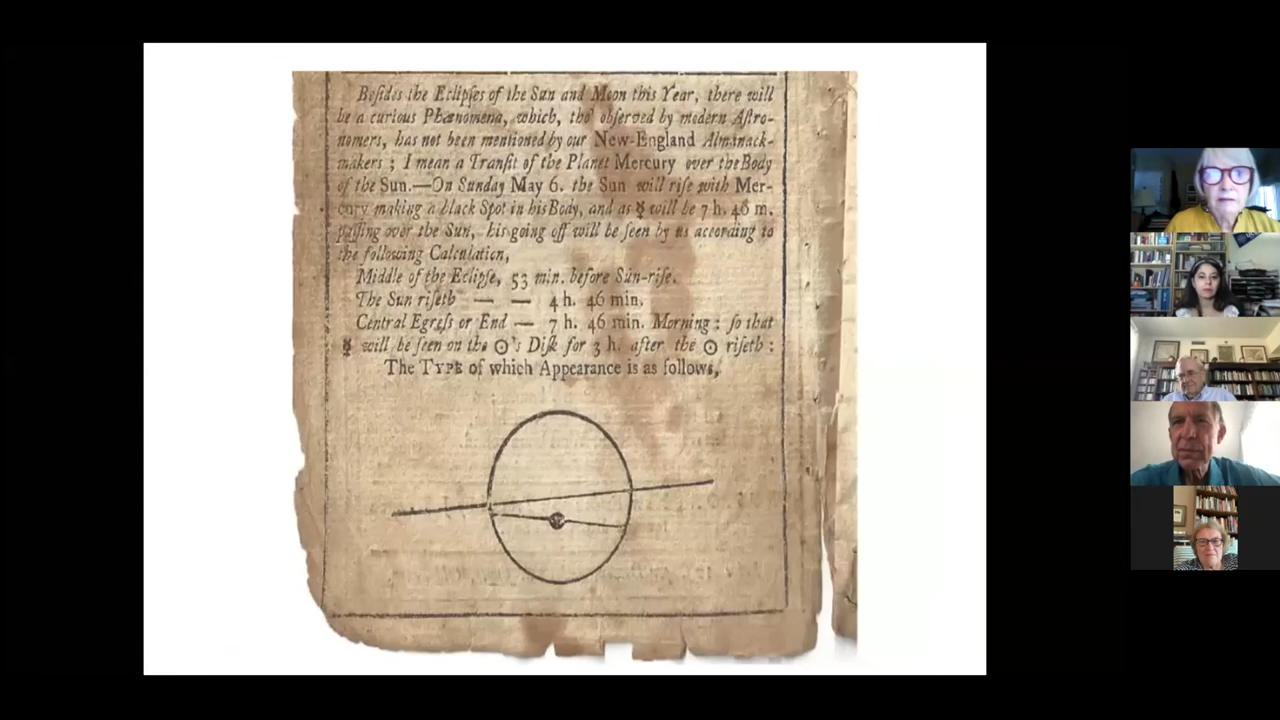 Beſides the Eclipſes of the Sun and Moon this Year, there will
be a curious Phænomena, which, tho' obſerved by modern Aſtro-
nomers, has not been mentioned by our New-England Almanack-
makers ; I mean a Tranſit of the Planet Mercury over the Body
of the Sun.—On Sunday May 6. the Sun will riſe with Mer-
cury making a black Spot in his Body, and as ☿ will be 7 h. 46 m.
paſſing over the Sun, his going off will be ſeen by us according to
the following Calculation,
Middle of the Eclipſe, 53 min. before Sun-riſe.
The Sun riſeth — — 4 h. 46 min.
Central Egreſs or End — 7 h. 46 min. Morning : ſo that
☿ will be ſeen on the ☉'s Diſk for 3 h. after the ☉ riſeth :
The TYPE of which Appearance is as follows,